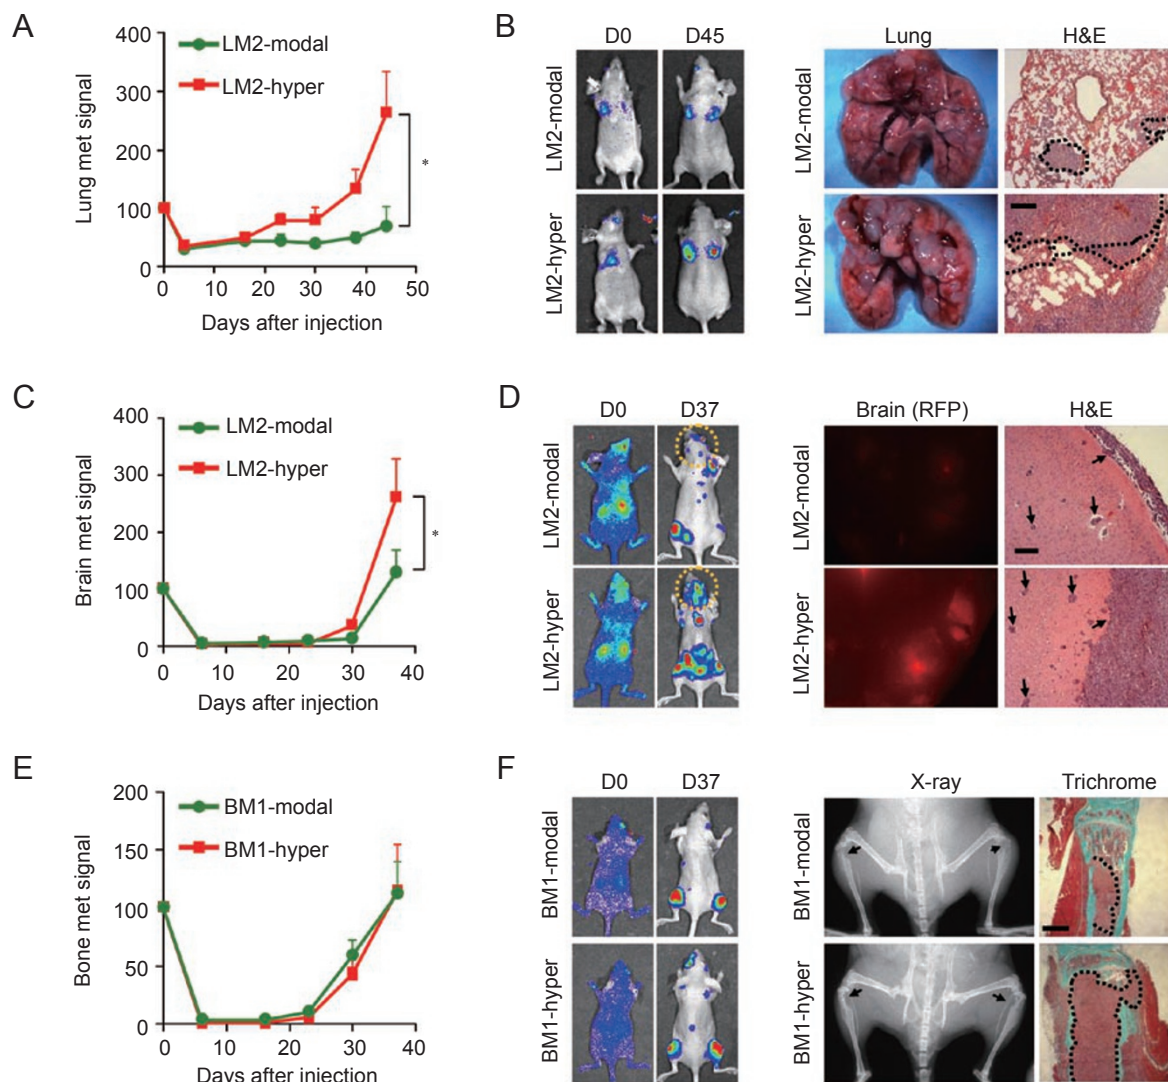 A
400
300
200
100
0
Lung met signal
LM2-modal
LM2-hyper
*
0 10 20 30 40 50
Days after injection
B
D0 D45 Lung H&E
LM2-modal
LM2-hyper
LM2-modal
LM2-hyper
C
400
300
200
100
0
Brain met signal
LM2-modal
LM2-hyper
*
0 10 20 30 40
Days after injection
D
D0 D37 Brain (RFP) H&E
LM2-modal
LM2-hyper
LM2-modal
LM2-hyper
E
200
150
100
50
0
Bone met signal
BM1-modal
BM1-hyper
0 10 20 30 40
Days after injection
F
D0 D37 X-ray Trichrome
BM1-modal
BM1-hyper
BM1-modal
BM1-hyper